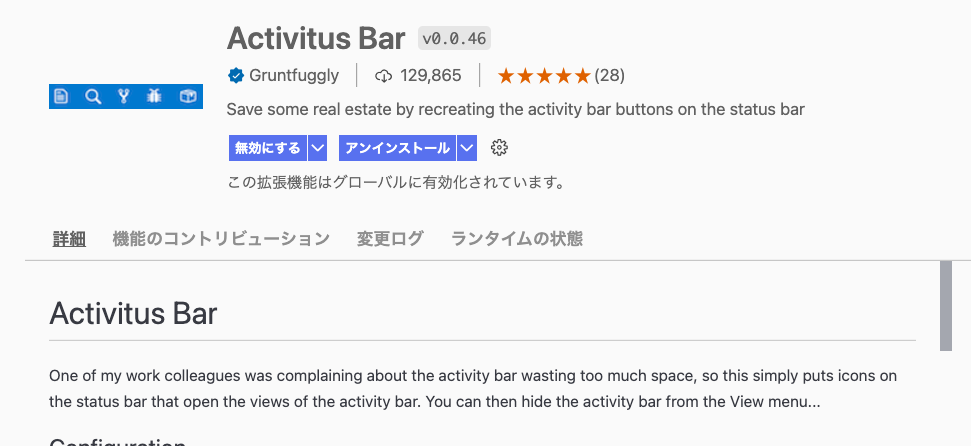 Activitus Bar v0.0.46
Gruntfuggly 129,865 (28)
Save some real estate by recreating the activity bar buttons on the status bar
無効にする アンインストール
この拡張機能はグローバルに有効化されています。
詳細 機能のコントリビューション 変更ログ ランタイムの状態
Activitus Bar
One of my work colleagues was complaining about the activity bar wasting too much space, so this simply puts icons on
the status bar that open the views of the activity bar. You can then hide the activity bar from the View menu...
Configuration